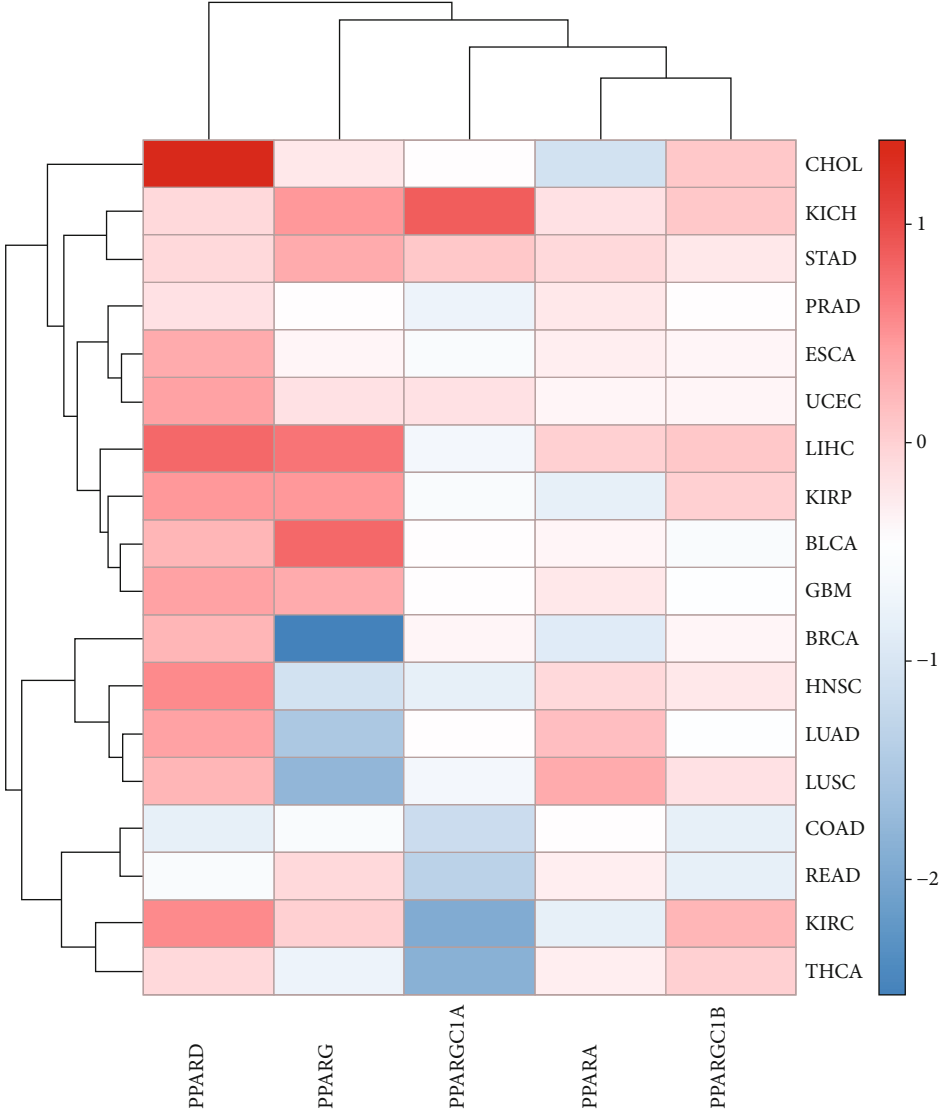 CHOL
KICH
STAD
PRAD
ESCA
UCEC
LIHC
KIRP
BLCA
GBM
BRCA
HNSC
LUAD
LUSC
COAD
READ
KIRC
THCA
1
0
−1
−2
PPARD
PPARG
PPARGC1A
PPARA
PPARGC1B